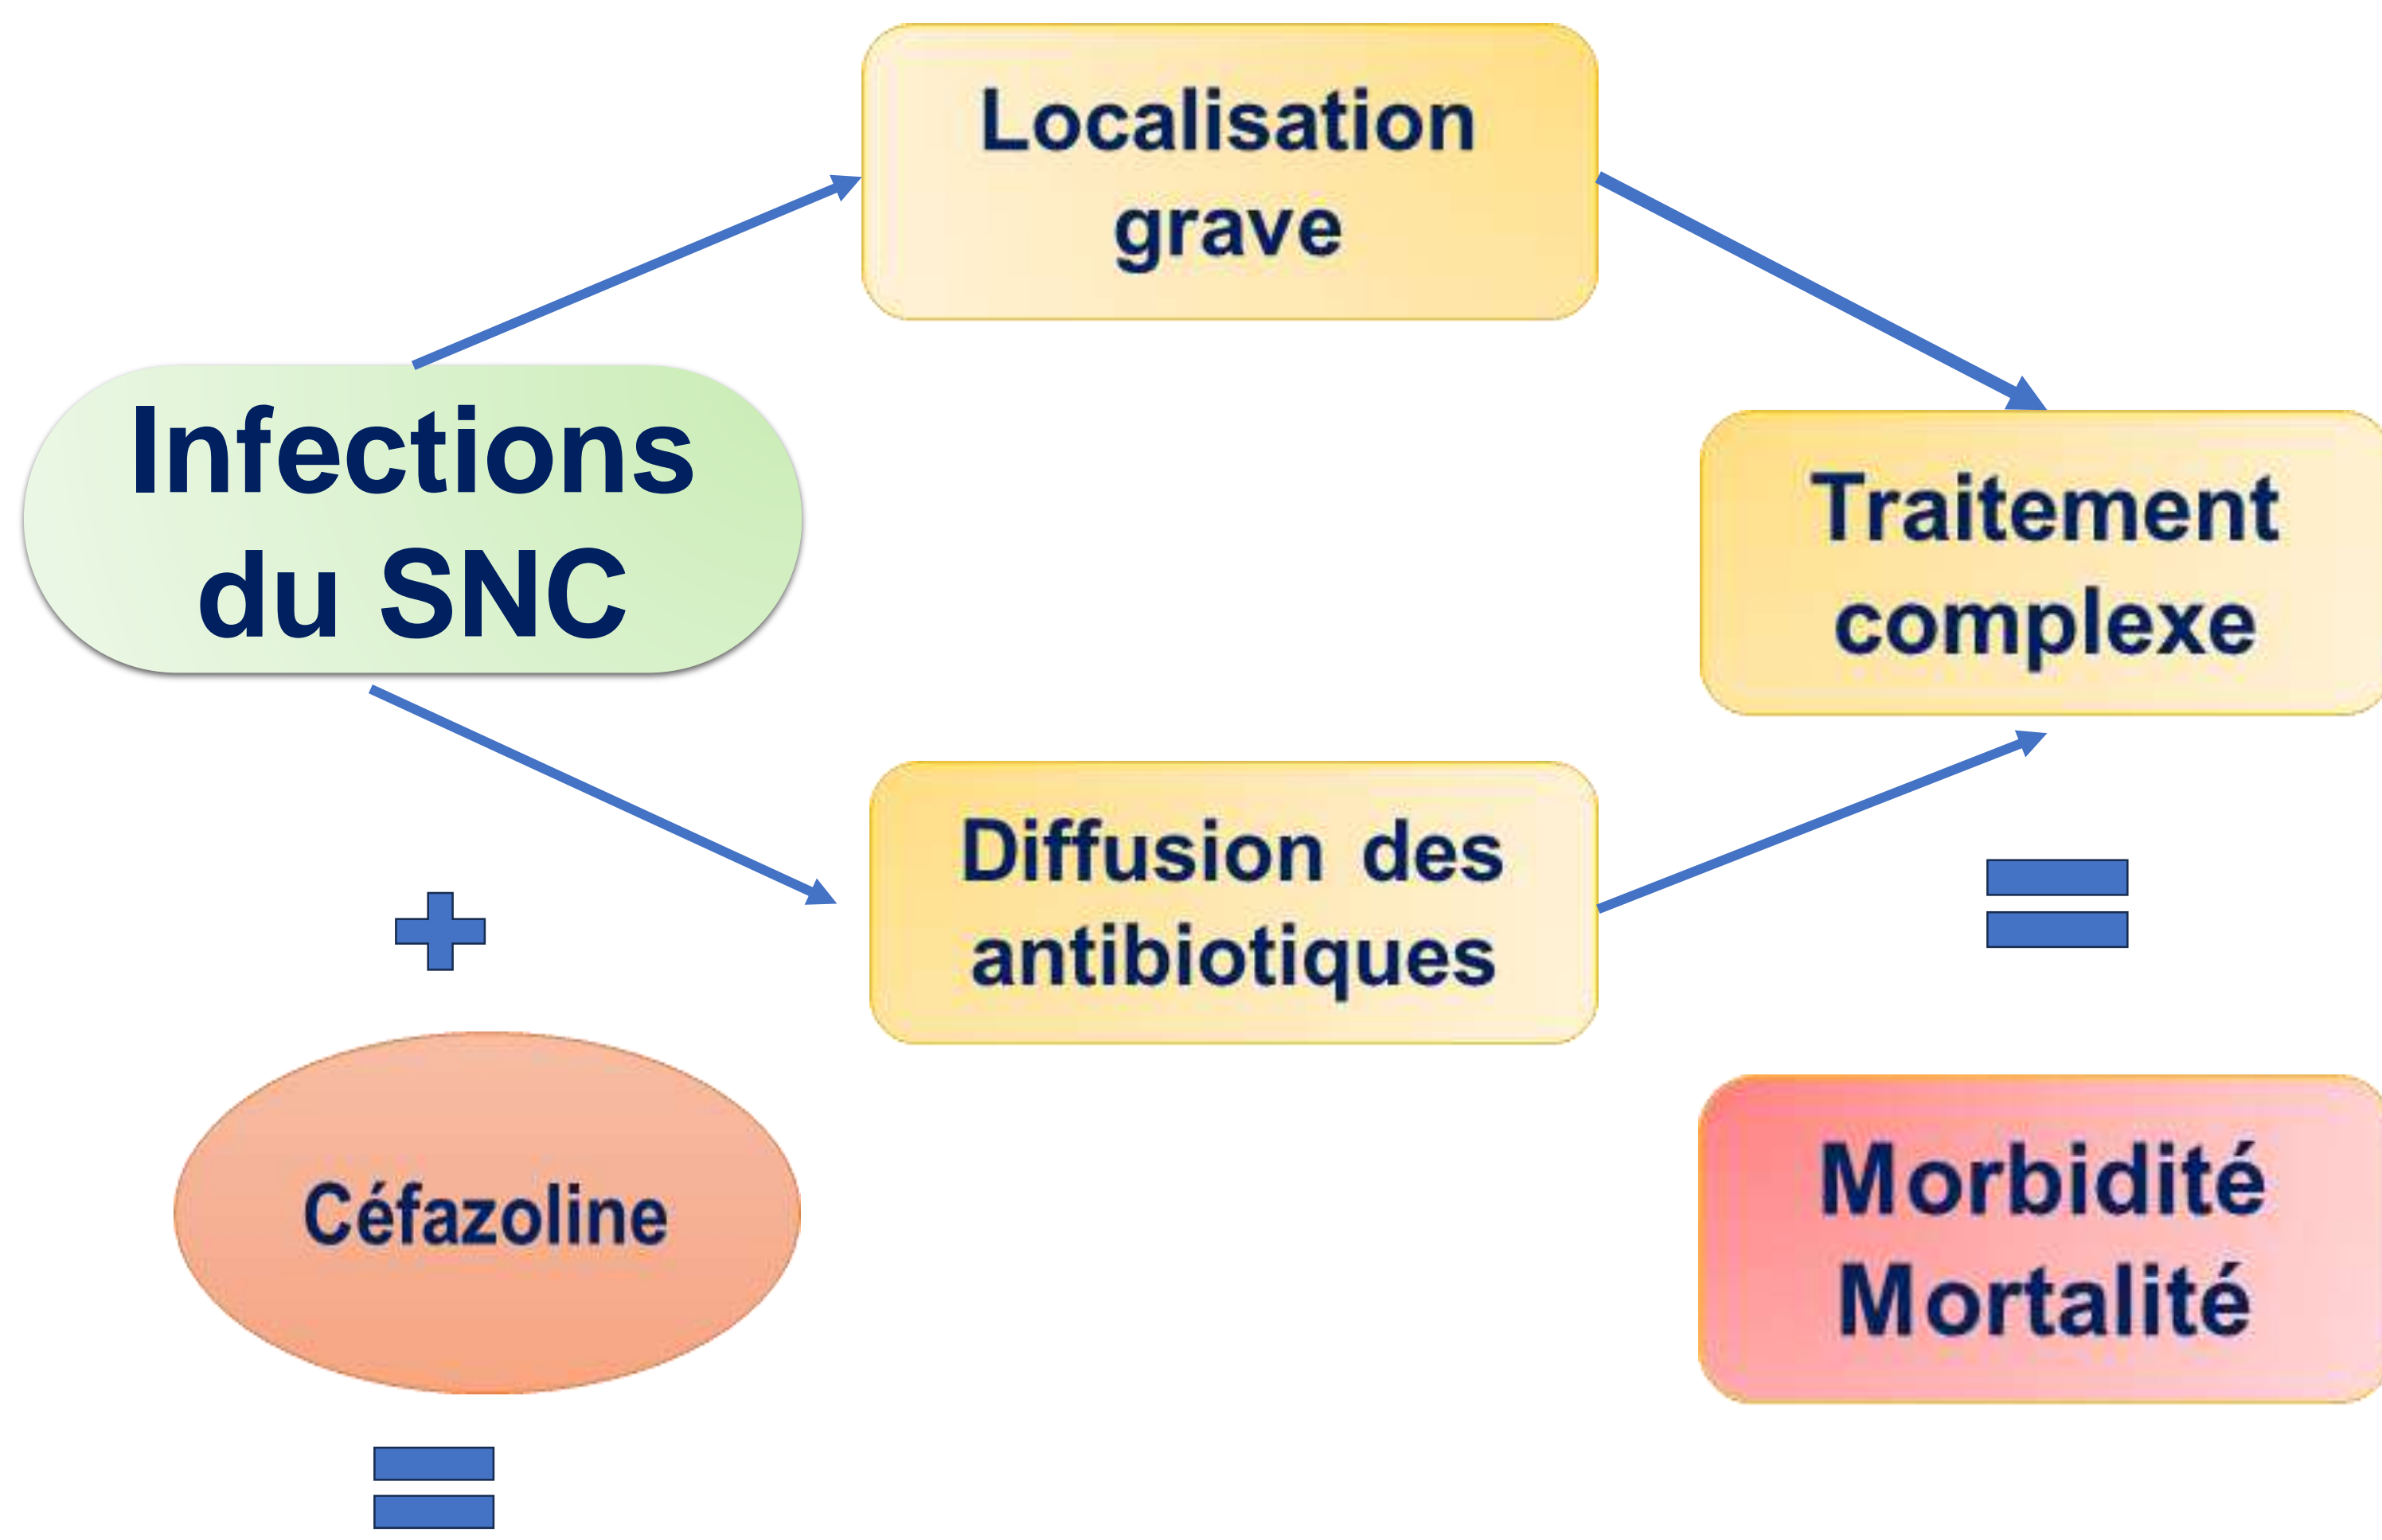 Localisation
grave
Infections
du SNC
Traitement
complexe
Diffusion des
antibiotiques
Céfazoline
Morbidité
Mortalité